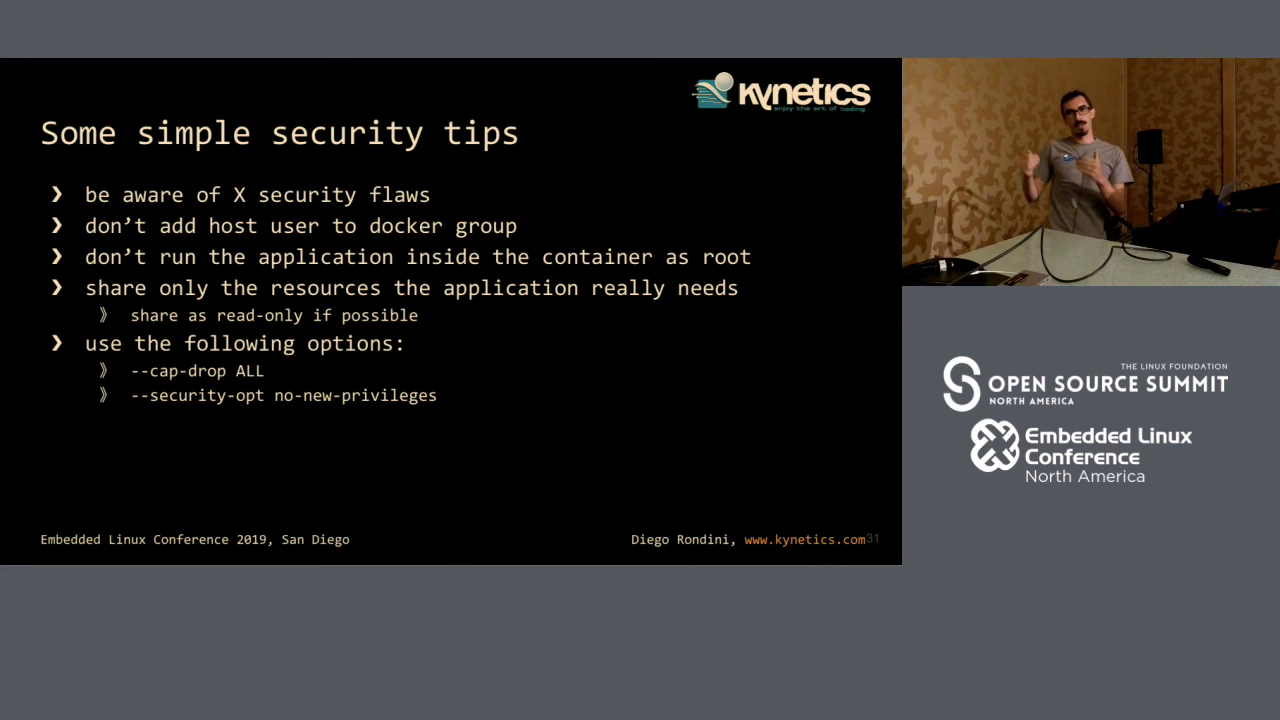 kynetics
enjoy the art of coding
Some simple security tips
❯ be aware of X security flaws
❯ don’t add host user to docker group
❯ don’t run the application inside the container as root
❯ share only the resources the application really needs
》 share as read-only if possible
❯ use the following options:
》 --cap-drop ALL
》 --security-opt no-new-privileges
Embedded Linux Conference 2019, San Diego
Diego Rondini, www.kynetics.com 31
THE LINUX FOUNDATION
OPEN SOURCE SUMMIT
NORTH AMERICA
Embedded Linux
Conference
North America